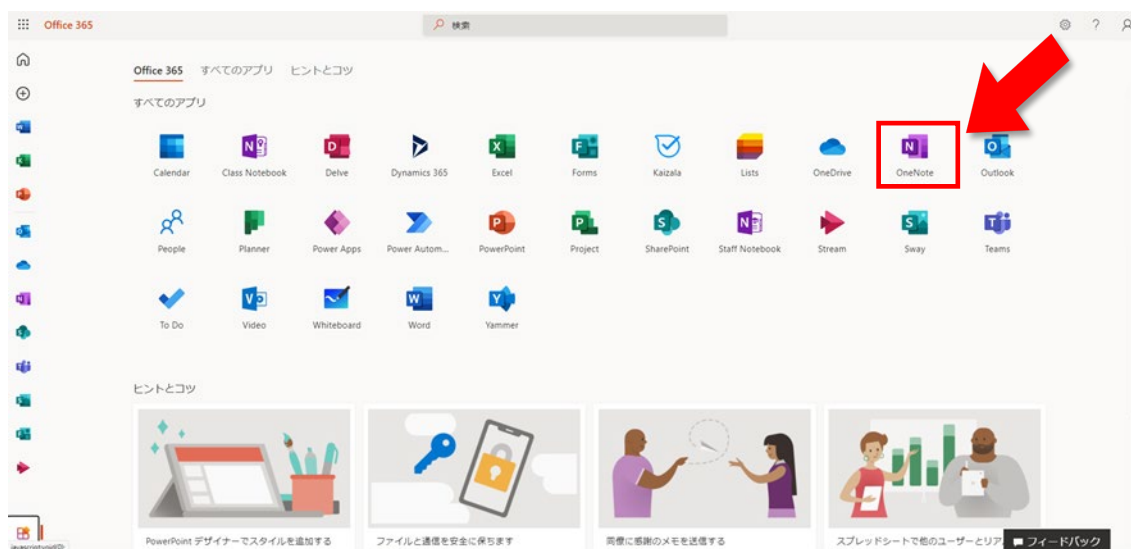 Office 365
検索
?
Office 365 すべてのアプリ ヒントとコツ
すべてのアプリ
Calendar Class Notebook Delve Dynamics 365 Excel Forms Kaizala Lists OneDrive OneNote Outlook
People Planner Power Apps Power Autom... PowerPoint Project SharePoint Staff Notebook Stream Sway Teams
To Do Video Whiteboard Word Yammer
ヒントとコツ
PowerPoint デザイナーでスタイルを追加する ファイルと通信を安全に保ちます 同僚に感謝のメモを送信する スプレッドシートで他のユーザーとリア
フィードバック